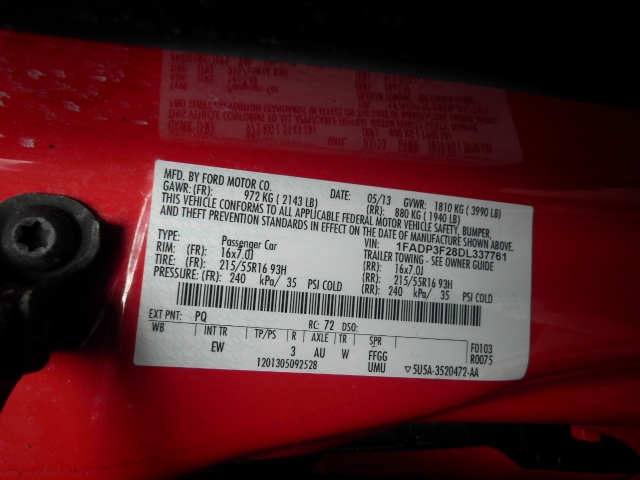 MFD. BY FORD MOTOR CO.
DATE: 05/13 GVWR: 1810 KG ( 3990 LB)
GAWR: (FR): 972 KG ( 2143 LB) (RR): 880 KG ( 1940 LB)
THIS VEHICLE CONFORMS TO ALL APPLICABLE FEDERAL MOTOR VEHICLE SAFETY, BUMPER,
AND THEFT PREVENTION STANDARDS IN EFFECT ON THE DATE OF MANUFACTURE SHOWN ABOVE.
VIN: 1FADP3F28DL337761
TYPE: Passenger Car TRAILER TOWING - SEE OWNER GUIDE
RIM: (FR): 16x7.0J (RR): 16x7.0J
TIRE: (FR): 215/55R16 93H (RR): 215/55R16 93H
PRESSURE: (FR): 240 kPa/ 35 PSI COLD (RR): 240 kPa/ 35 PSI COLD
EXT PNT: PQ RC: 72 DSO:
WB INT TR TP/PS R AXLE TR SPR F0103
EW 3 AU W FFGG R0075
1201305092528 UMU ▽5U5A-3520472-AA